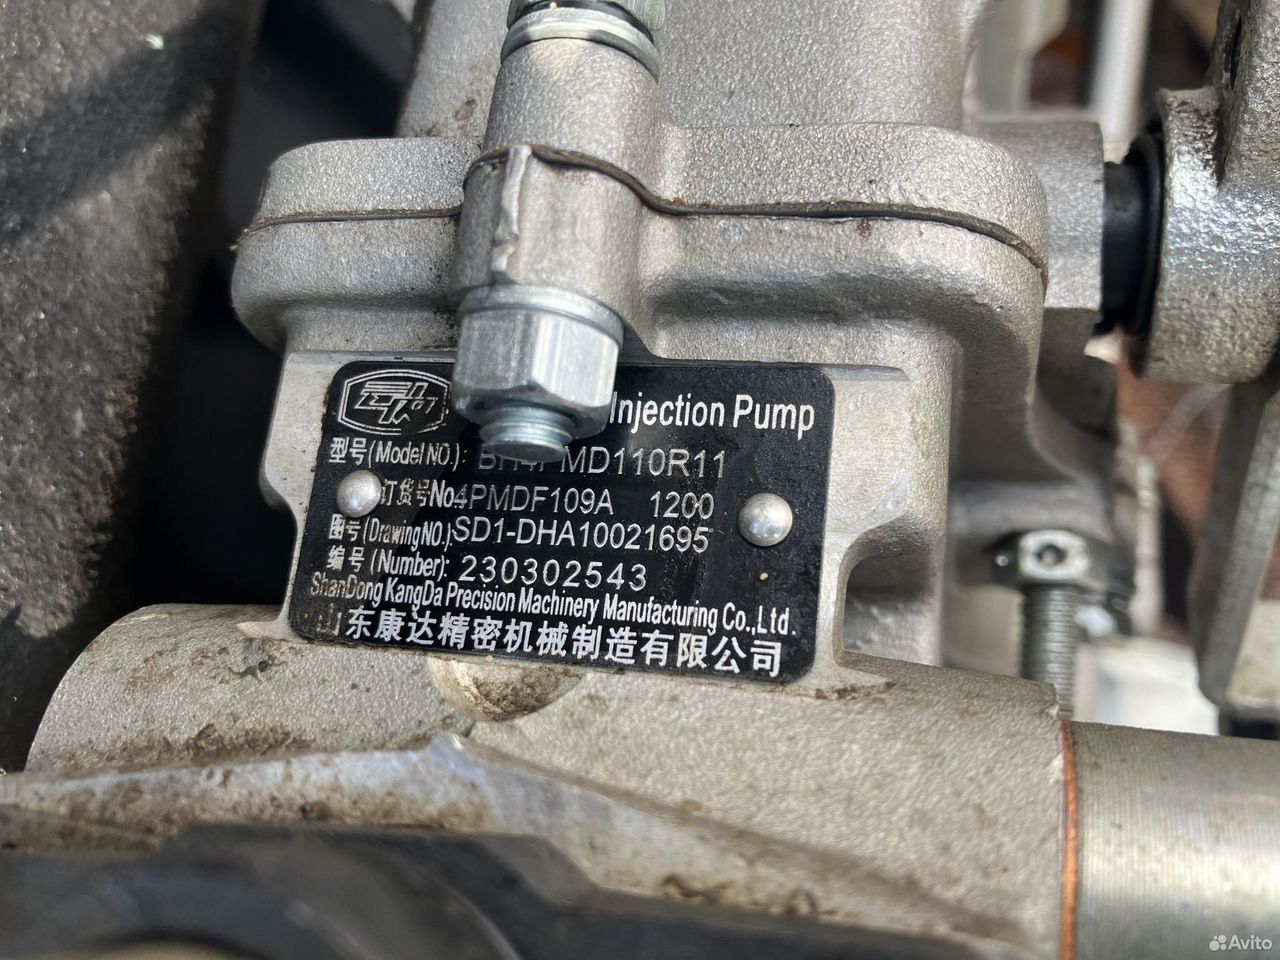 Injection Pump
型号(Model NO.): MD110R11
订货号No4PMDF109A 1200
图号(DrawingNO.)SD1-DHA10021695
编号(Number): 230302543
ShanDong KangDa Precision Machinery Manufacturing Co.,Ltd.
山东康达精密机械制造有限公司
Avito